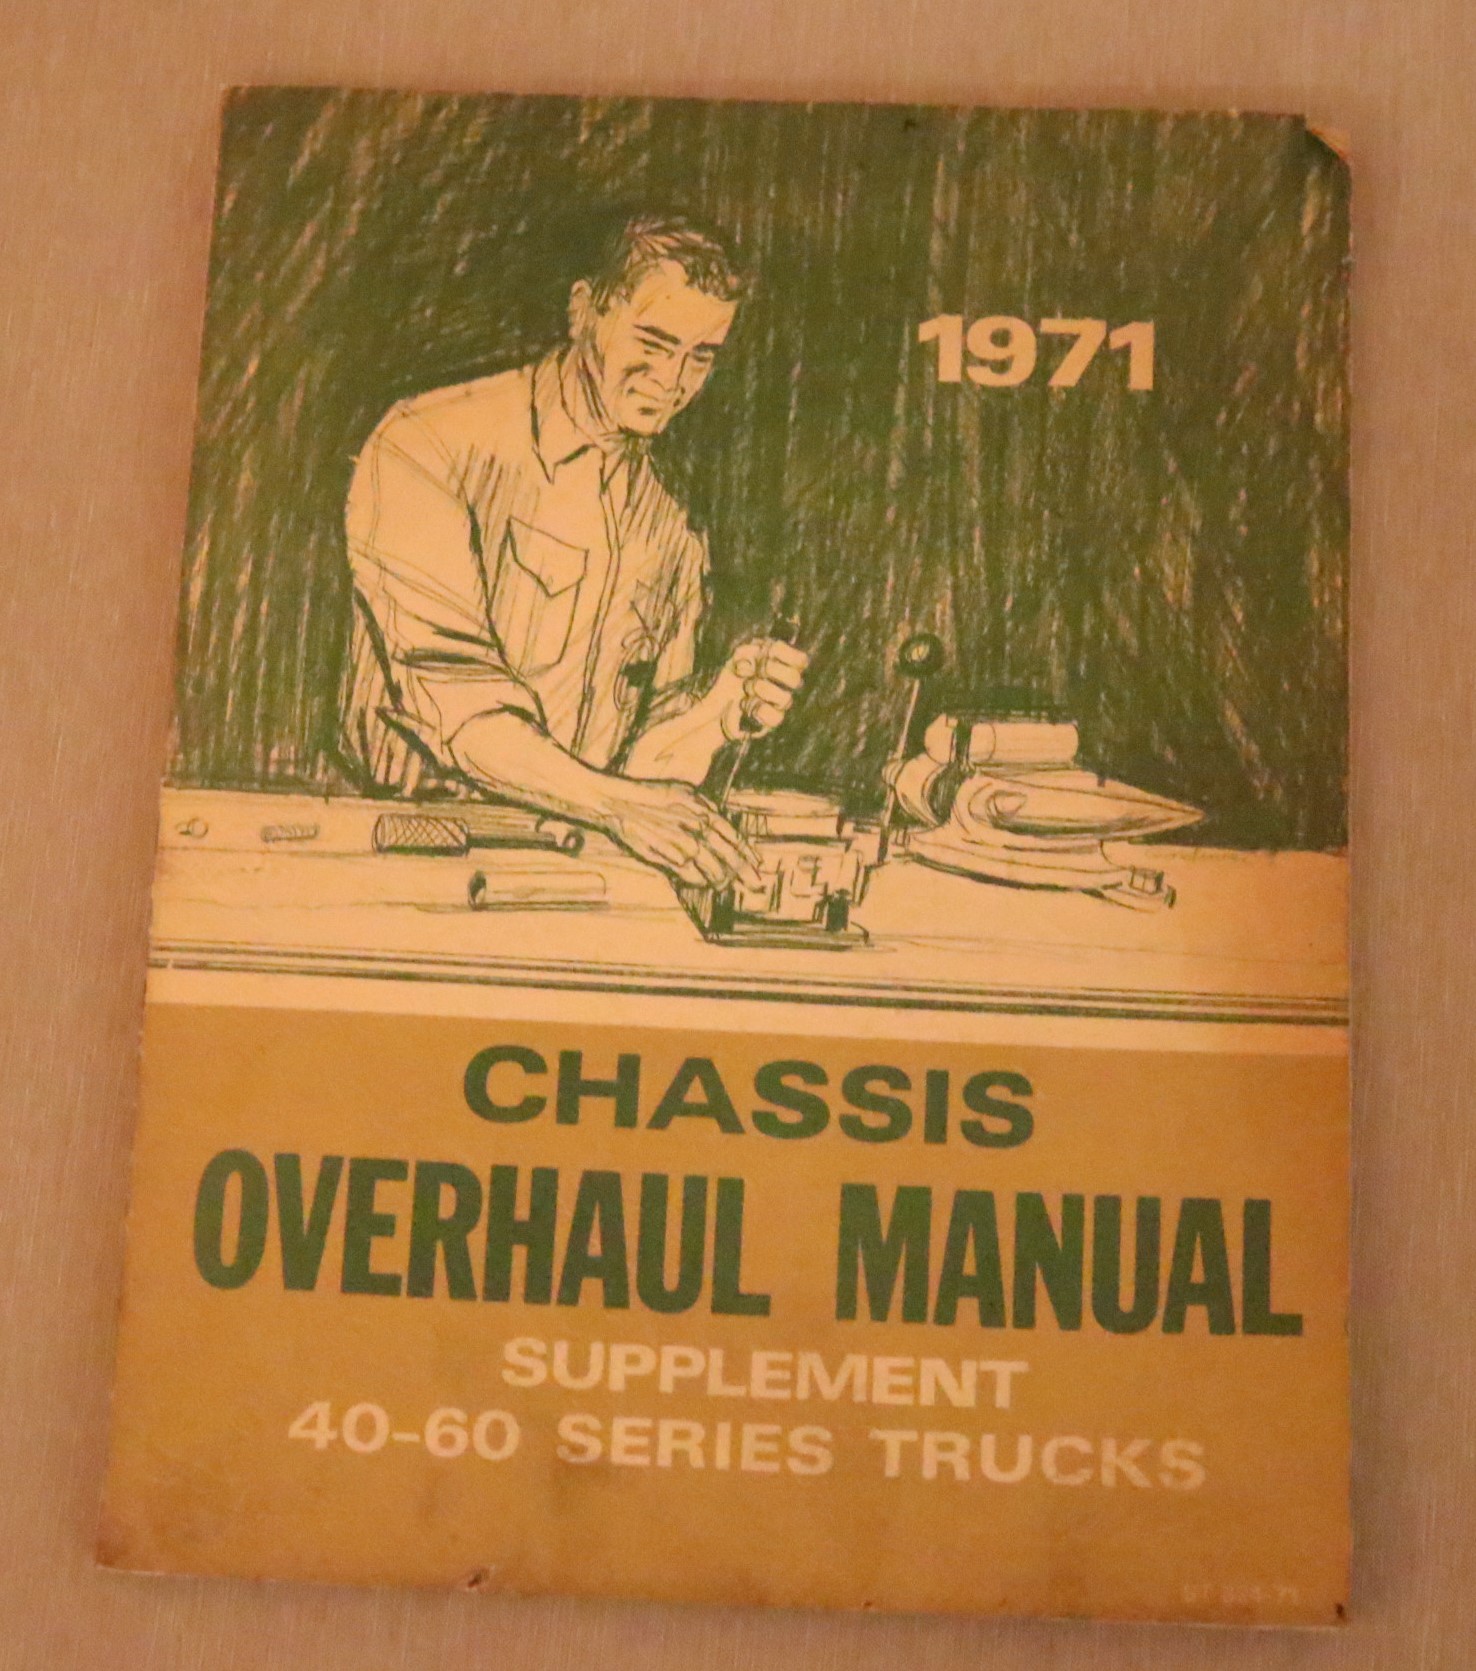 1971
CHASSIS
OVERHAUL MANUAL
SUPPLEMENT
40-60 SERIES TRUCKS